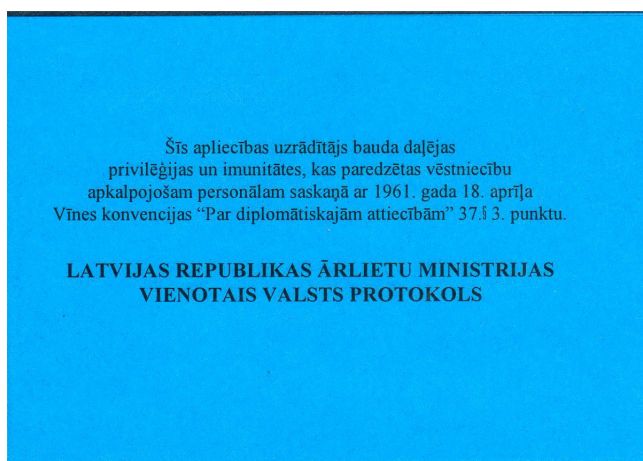 Šīs apliecības uzrādītājs bauda daļējas
privilēģijas un imunitātes, kas paredzētas vēstniecību
apkalpojošam personālam saskaņā ar 1961. gada 18. aprīļa
Vīnes konvencijas “Par diplomātiskajām attiecībām” 37.§ 3. punktu.
LATVIJAS REPUBLIKAS ĀRLIETU MINISTRIJAS
VIENOTAIS VALSTS PROTOKOLS